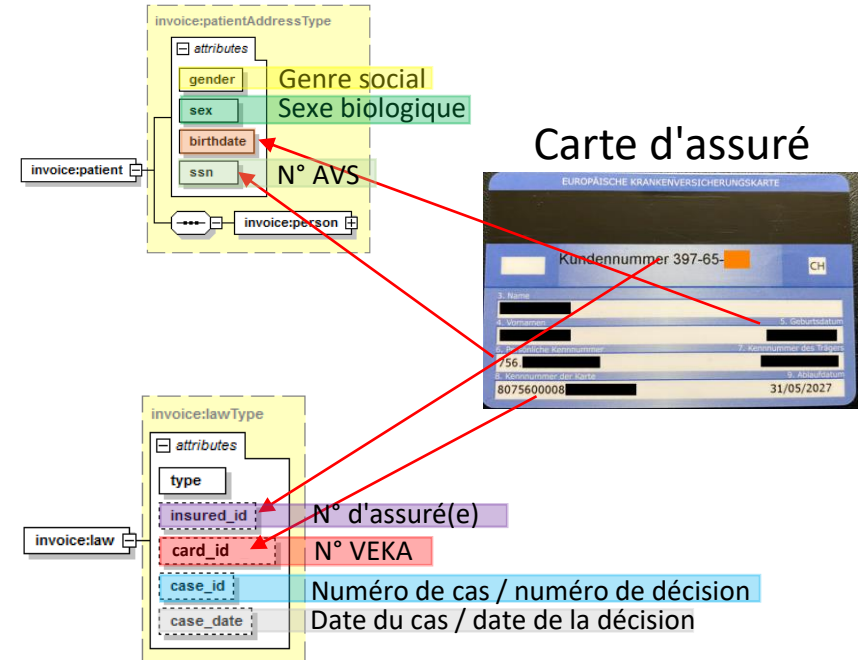 invoice:patientAddressType
attributes
gender
Genre social
sex
Sexe biologique
birthdate
ssn
N° AVS
invoice:patient
invoice:person
Carte d'assuré
EUROPÄISCHE KRANKENVERSICHERUNGSKARTE
Kundennummer 397-65-
CH
3. Name
4. Vornamen
5. Geburtsdatum
6. Persönliche Kennnummer
7. Kennnummer des Trägers
756.
8. Kennnummer der Karte
9. Ablaufdatum
8075600008
31/05/2027
invoice:lawType
attributes
type
insured_id
N° d'assuré(e)
invoice:law
card_id
N° VEKA
case_id
Numéro de cas / numéro de décision
case_date
Date du cas / date de la décision